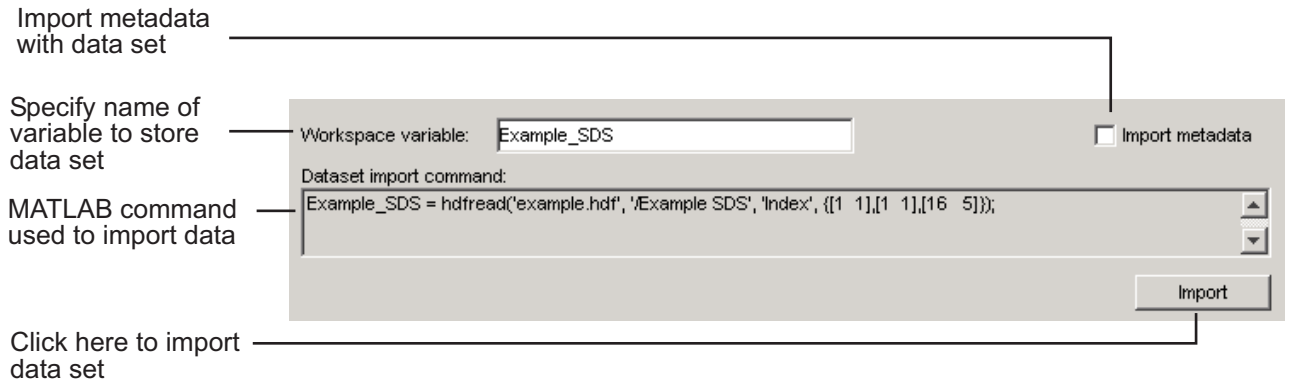 Import metadata
with data set
Specify name of
variable to store
data set
Workspace variable: Example_SDS Import metadata
Dataset import command:
MATLAB command
used to import data
Example_SDS = hdfread('example.hdf', '/Example SDS', 'Index', {[1 1],[1 1],[16 5]});
Import
Click here to import
data set